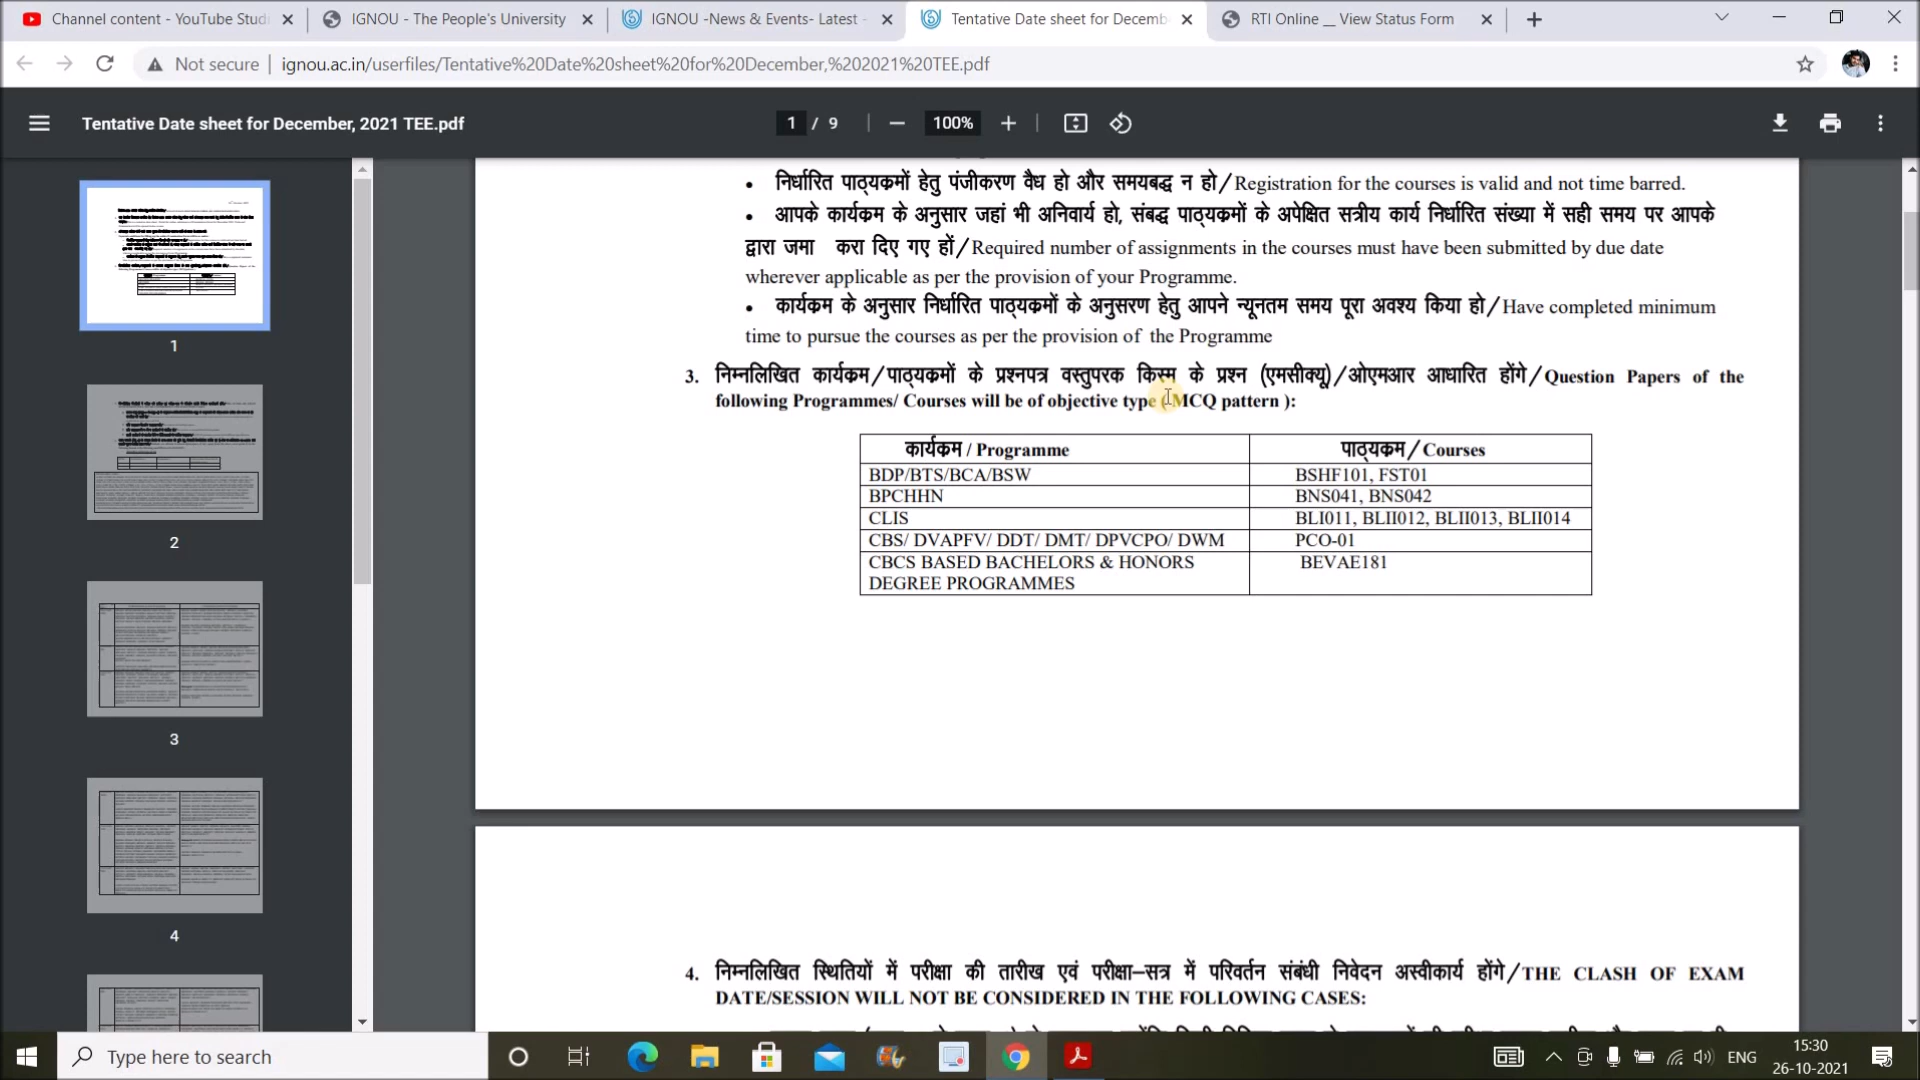 Channel content - YouTube Stud
IGNOU - The People's University
IGNOU -News & Events- Latest -
Tentative Date sheet for Decemb
RTI Online __ View Status Form
Not secure
ignou.ac.in/userfiles/Tentative%20Date%20sheet%20for%20December,%202021%20TEE.pdf
Tentative Date sheet for December, 2021 TEE.pdf
1 / 9
100%
• निर्धारित पाठ्यक्रमों हेतु पंजीकरण वैध हो और समयबद्ध न हो/Registration for the courses is valid and not time barred.
• आपके कार्यक्रम के अनुसार जहां भी अनिवार्य हो, संबद्ध पाठ्यक्रमों के अपेक्षित सत्रीय कार्य निर्धारित संख्या में सही समय पर आपके
द्वारा जमा करा दिए गए हों/Required number of assignments in the courses must have been submitted by due date
wherever applicable as per the provision of your Programme.
• कार्यक्रम के अनुसार निर्धारित पाठ्यक्रमों के अनुसरण हेतु आपने न्यूनतम समय पूरा अवश्य किया हो/Have completed minimum
time to pursue the courses as per the provision of the Programme
3. निम्नलिखित कार्यक्रम/पाठ्यक्रमों के प्रश्नपत्र वस्तुपरक किस्म के प्रश्न (एमसीक्यू)/ओएमआर आधारित होंगे/Question Papers of the
following Programmes/ Courses will be of objective type ( MCQ pattern ):
कार्यक्रम / Programme
पाठ्यक्रम / Courses
BDP/BTS/BCA/BSW
BSHF101, FST01
BPCHHN
BNS041, BNS042
CLIS
BLI011, BLII012, BLII013, BLII014
CBS/ DVAPFV/ DDT/ DMT/ DPVCPO/ DWM
PCO-01
CBCS BASED BACHELORS & HONORS
DEGREE PROGRAMMES
BEVAE181
4. निम्नलिखित स्थितियों में परीक्षा की तारीख एवं परीक्षा–सत्र में परिवर्तन संबंधी निवेदन अस्वीकार्य होंगे/THE CLASH OF EXAM
DATE/SESSION WILL NOT BE CONSIDERED IN THE FOLLOWING CASES:
1
2
3
4
Type here to search
ENG
15:30
26-10-2021